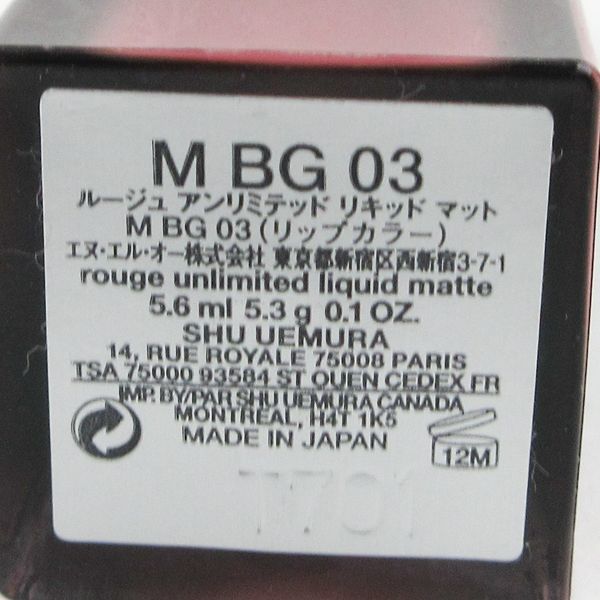 M BG 03
ルージュ アンリミテッド リキッド マット
M BG 03(リップカラー)
エヌ・エル・オー株式会社 東京都新宿区西新宿3-7-1
rouge unlimited liquid matte
5.6 ml 5.3 g 0.1 OZ.
SHU UEMURA
14, RUE ROYALE 75008 PARIS
TSA 75000 93584 ST OUEN CEDEX FR
IMP. BY/PAR SHU UEMURA CANADA
MONTREAL, H4T 1K5
MADE IN JAPAN
12M